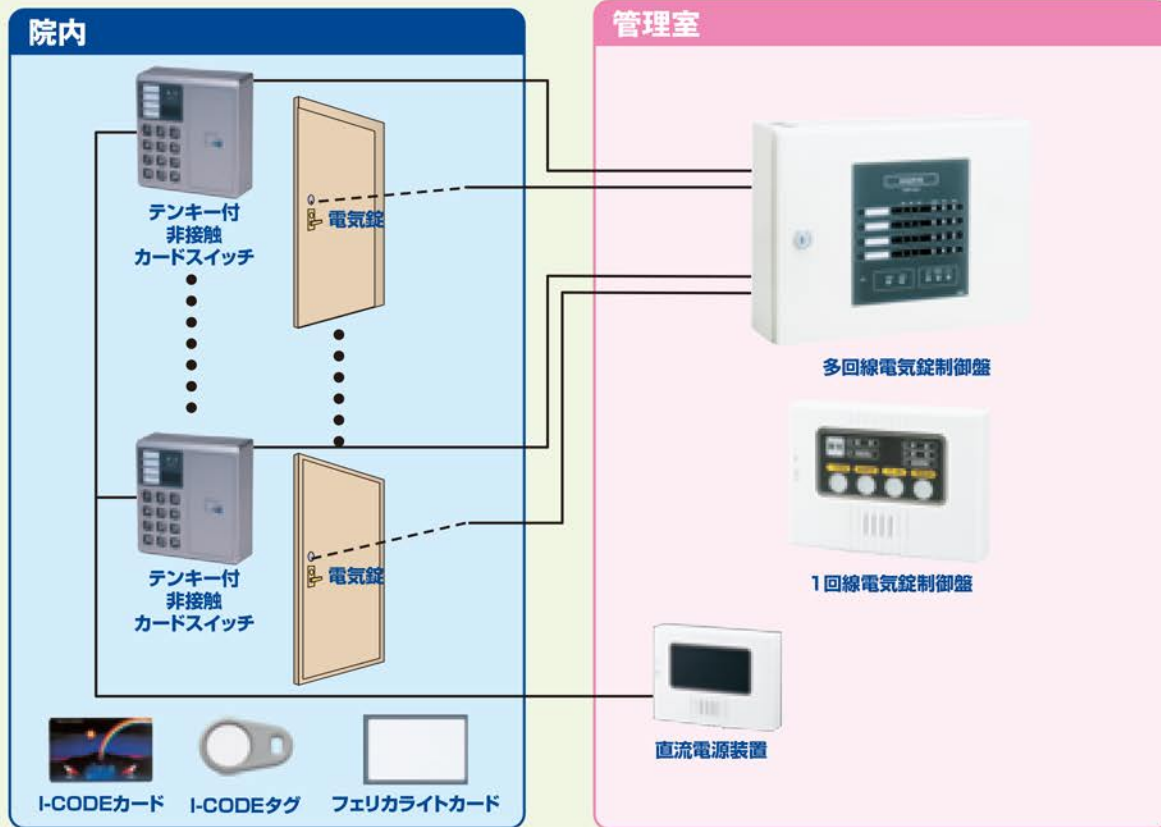 院内
管理室
テンキー付
非接触
カードスイッチ
電気錠
多回線電気錠制御盤
テンキー付
非接触
カードスイッチ
電気錠
1回線電気錠制御盤
直流電源装置
I-CODEカード
I-CODEタグ
フェリカライトカード